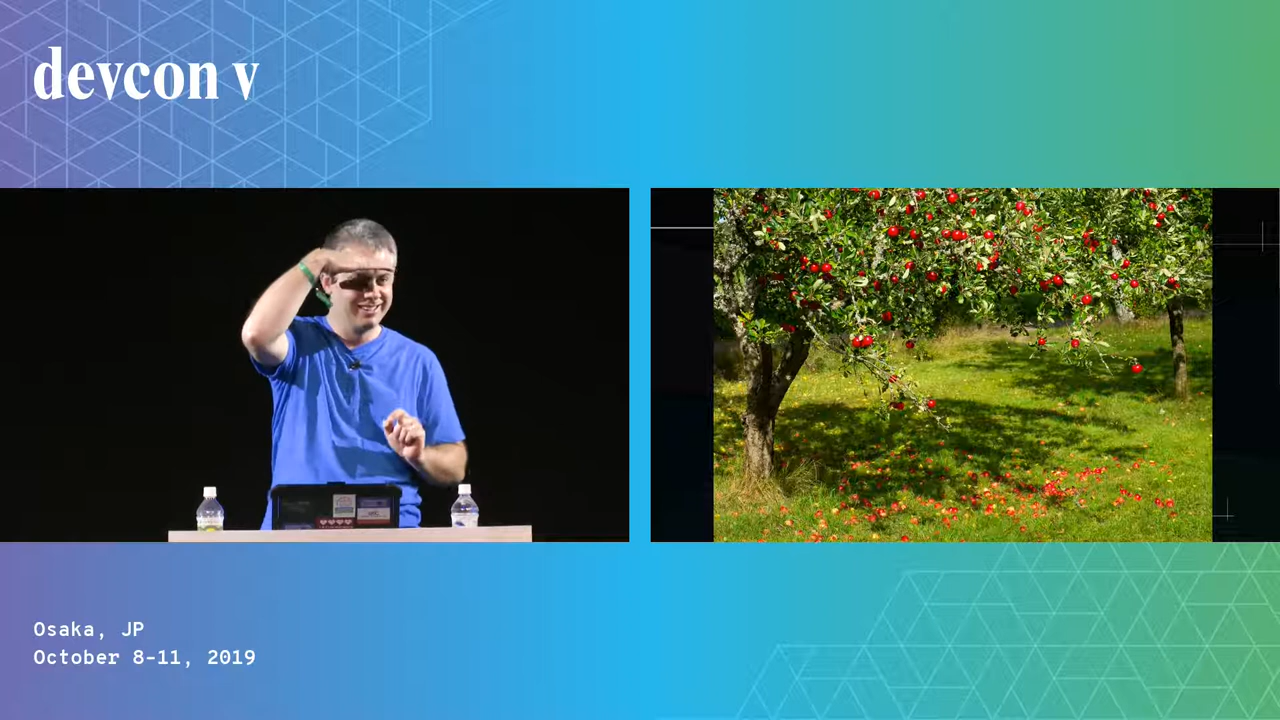 devcon v
Osaka, JP
October 8-11, 2019